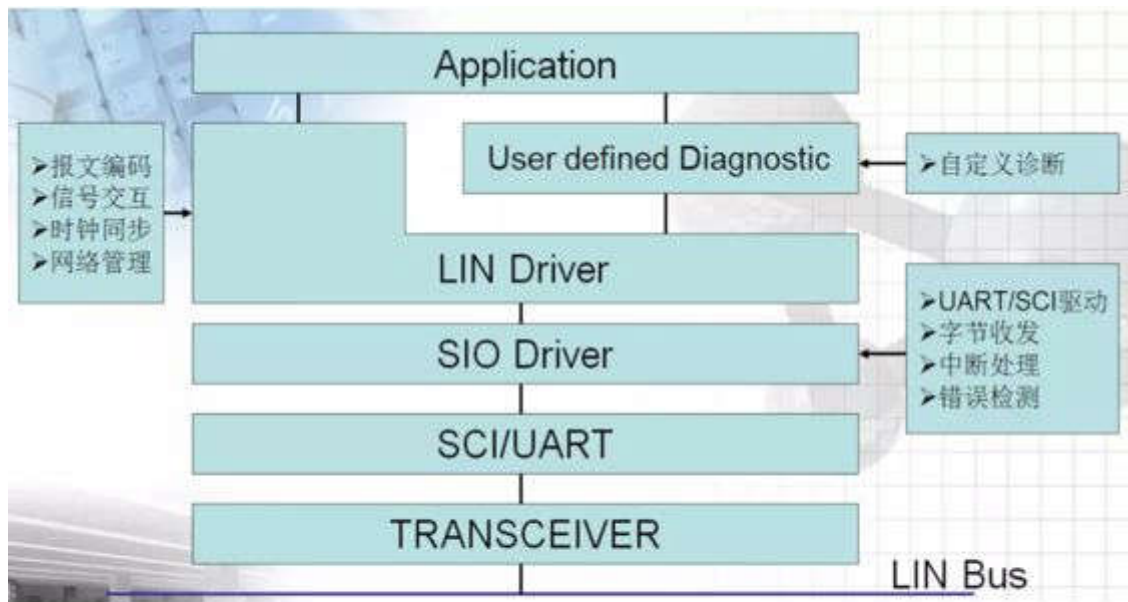 Application
➢报文编码
➢信号交互
➢时钟同步
➢网络管理
User defined Diagnostic
➢自定义诊断
LIN Driver
➢UART/SCI驱动
➢字节收发
➢中断处理
➢错误检测
SIO Driver
SCI/UART
TRANSCEIVER
LIN Bus